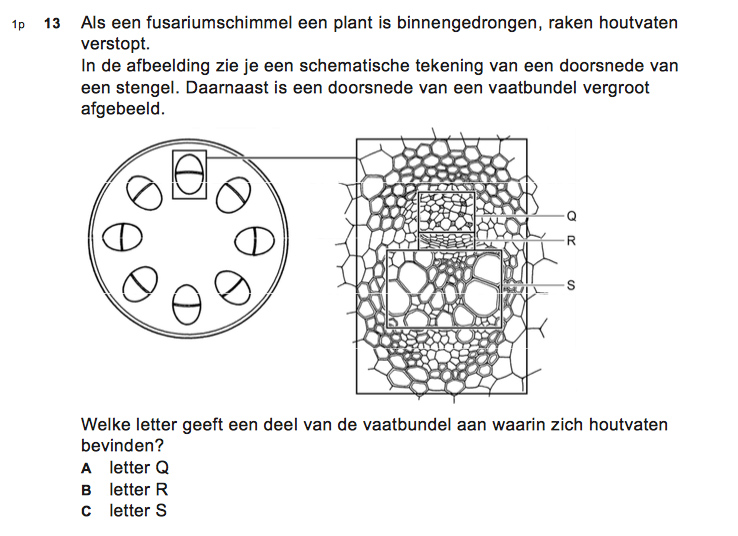 1p 13 Als een fusariumschimmel een plant is binnengedrongen, raken houtvaten
verstopt.
In de afbeelding zie je een schematische tekening van een doorsnede van
een stengel. Daarnaast is een doorsnede van een vaatbundel vergroot
afgebeeld.
Q
R
S
Welke letter geeft een deel van de vaatbundel aan waarin zich houtvaten
bevinden?
A letter Q
B letter R
C letter S